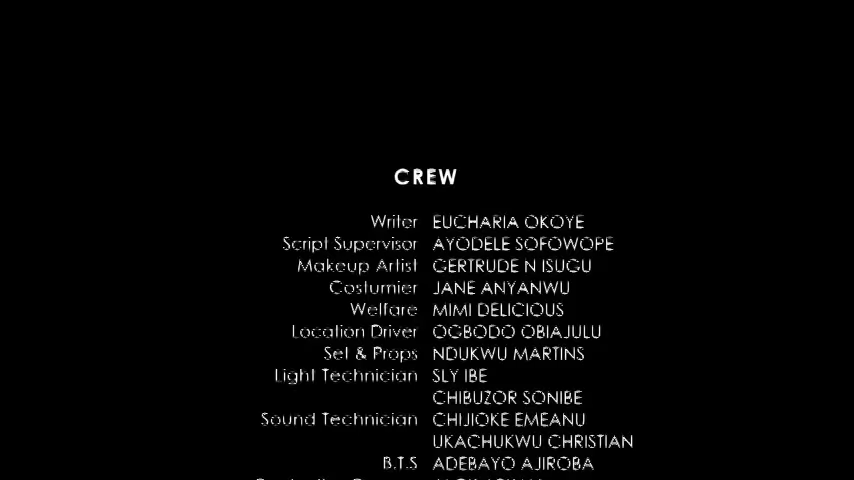 CREW
Writer EUCHARIA OKOYE
Script Supervisor AYODELE SOFOWOPE
Makeup Artist GERTRUDE N ISUGU
Costumier JANE ANYANWU
Welfare MIMI DELICIOUS
Location Driver OGBODO OBIAJULU
Set & Props NDUKWU MARTINS
Light Technician SLY IBE
CHIBUZOR SONIBE
Sound Technician CHIJIOKE EMEANU
UKACHUKWU CHRISTIAN
B.T.S ADEBAYO AJIROBA